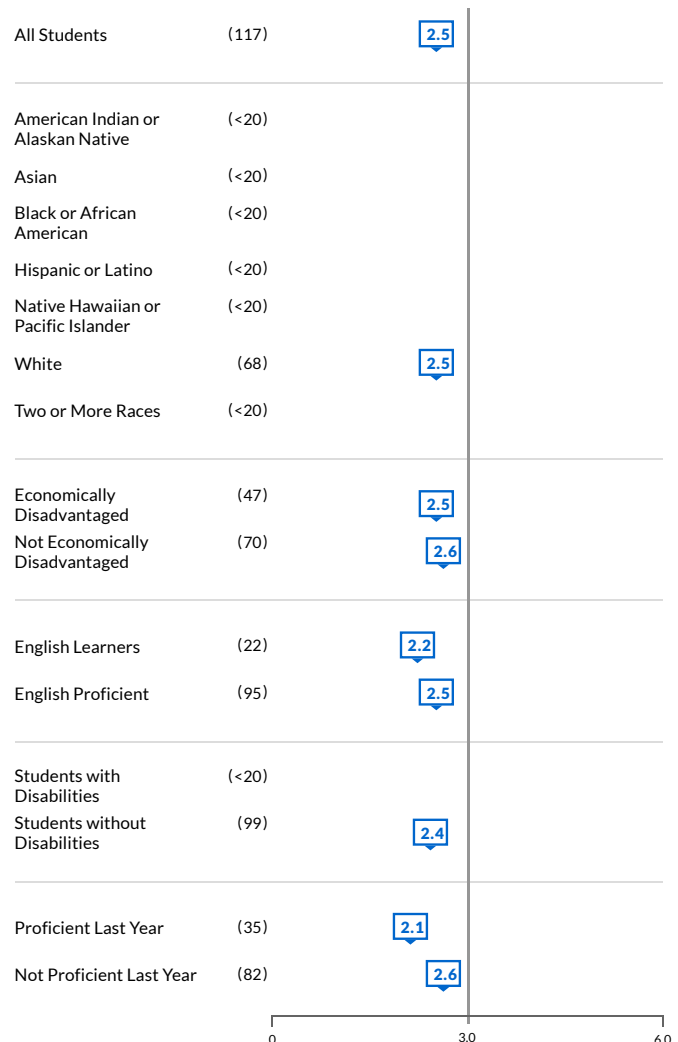 All Students (117) 2.5
American Indian or (<20)
Alaskan Native
Asian (<20)
Black or African (<20)
American
Hispanic or Latino (<20)
Native Hawaiian or (<20)
Pacific Islander
White (68) 2.5
Two or More Races (<20)
Economically (47) 2.5
Disadvantaged
Not Economically (70) 2.6
Disadvantaged
English Learners (22) 2.2
English Proficient (95) 2.5
Students with (<20)
Disabilities
Students without (99) 2.4
Disabilities
Proficient Last Year (35) 2.1
Not Proficient Last Year (82) 2.6
0 3.0 6.0